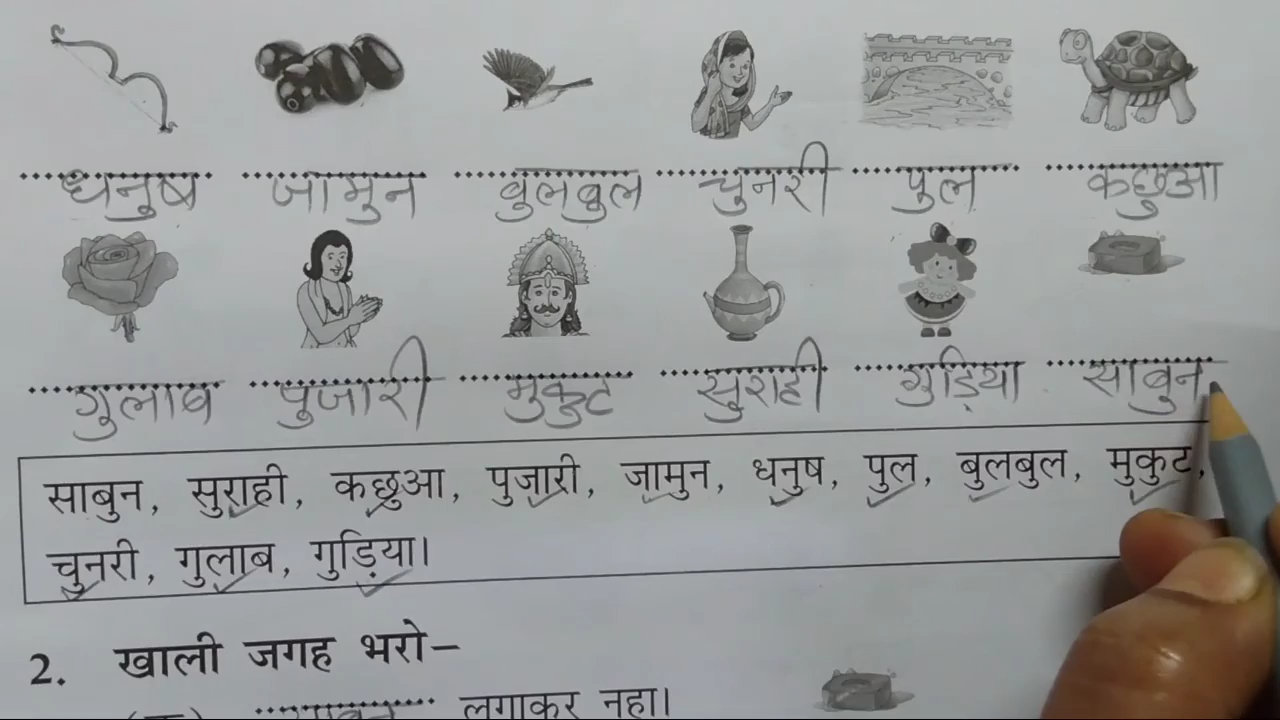 धनुष जामुन बुलबुल चुनरी पुल कछुआ
गुलाब पुजारी मुकुट सुराही गुड़िया साबुन
साबुन, सुराही, कछुआ, पुजारी, जामुन, धनुष, पुल, बुलबुल, मुकुट,
चुनरी, गुलाब, गुड़िया।
2. खाली जगह भरो–
साबुन लगाकर नहा।